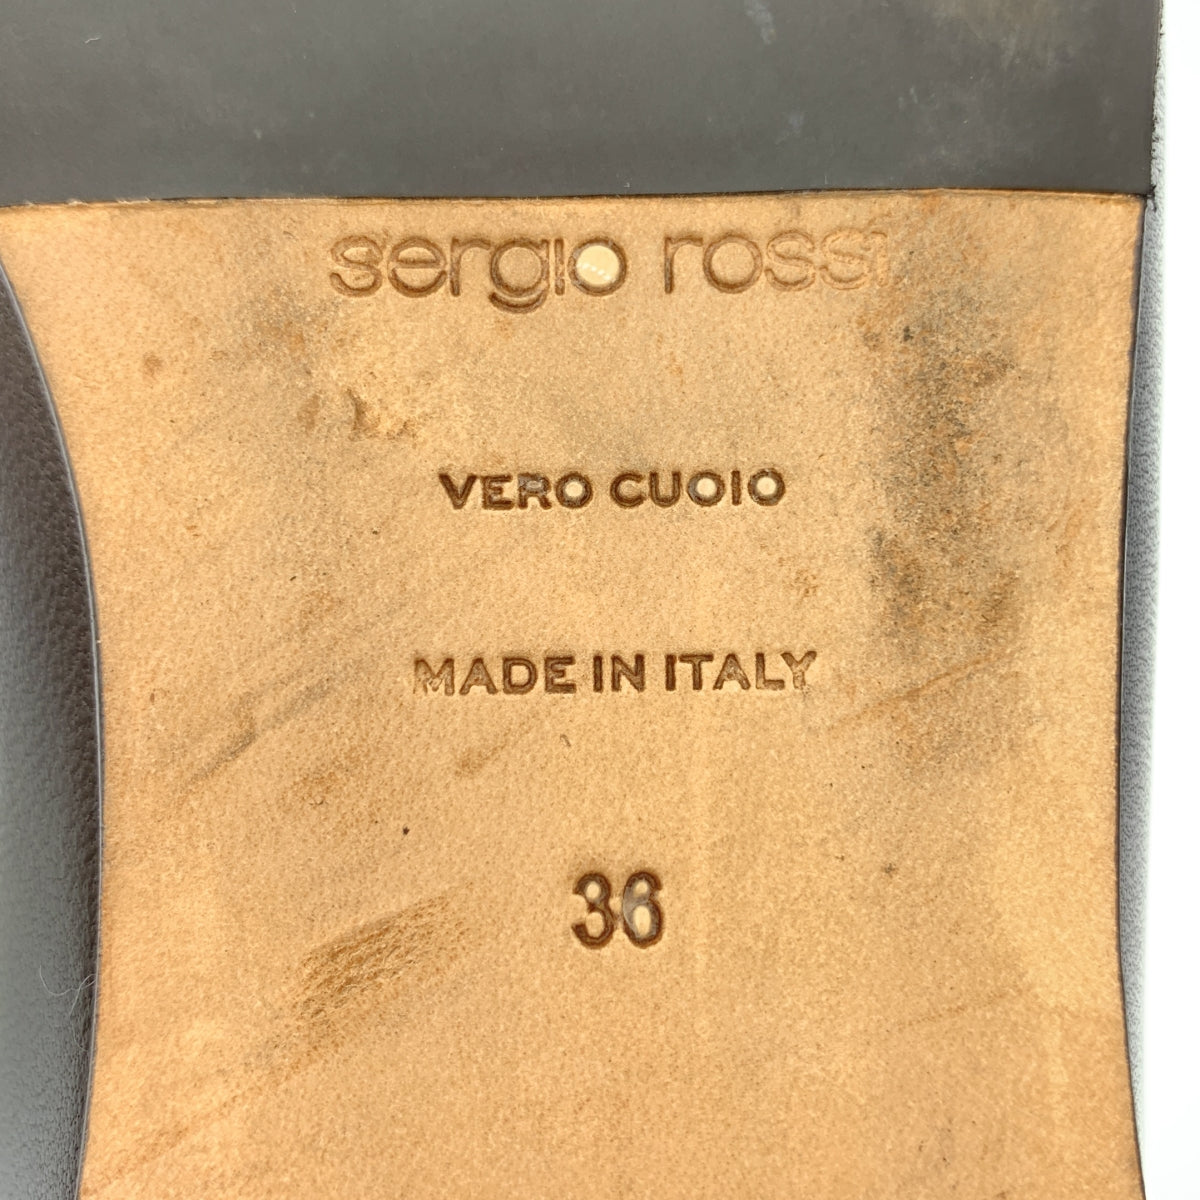 sergio rossi
VERO CUOIO
MADE IN ITALY
36